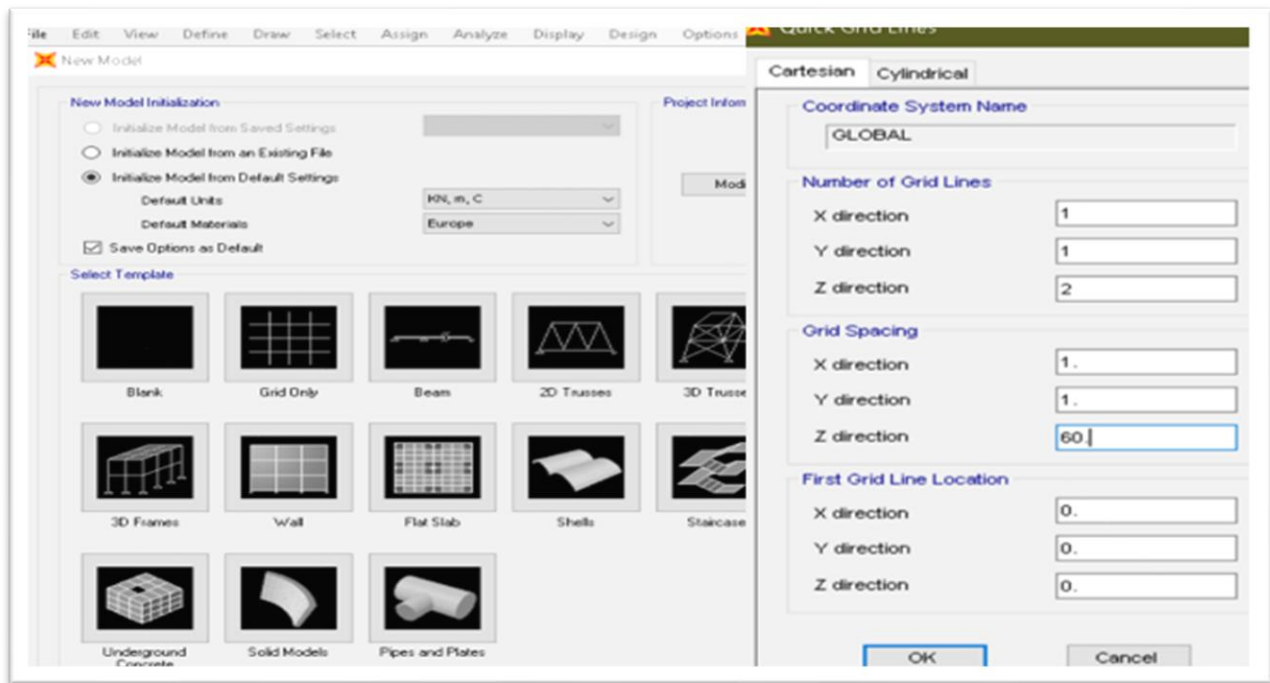 File Edit View Define Draw Select Assign Analyze Display Design Options
New Model
New Model Initialization
Initialize Model from Saved Settings
Initialize Model from an Existing File
Initialize Model from Default Settings
Default Units KN, m, C
Default Materials Europe
Save Options as Default
Project Inform
Modi
Select Template
Blank Grid Only Beam 2D Trusses 3D Trusse
3D Frames Wall Flat Slab Shells Staircase
Underground Solid Models Pipes and Plates
Concrete
Quick Grid Lines
Cartesian Cylindrical
Coordinate System Name
GLOBAL
Number of Grid Lines
X direction 1
Y direction 1
Z direction 2
Grid Spacing
X direction 1.
Y direction 1.
Z direction 60.
First Grid Line Location
X direction 0.
Y direction 0.
Z direction 0.
OK Cancel